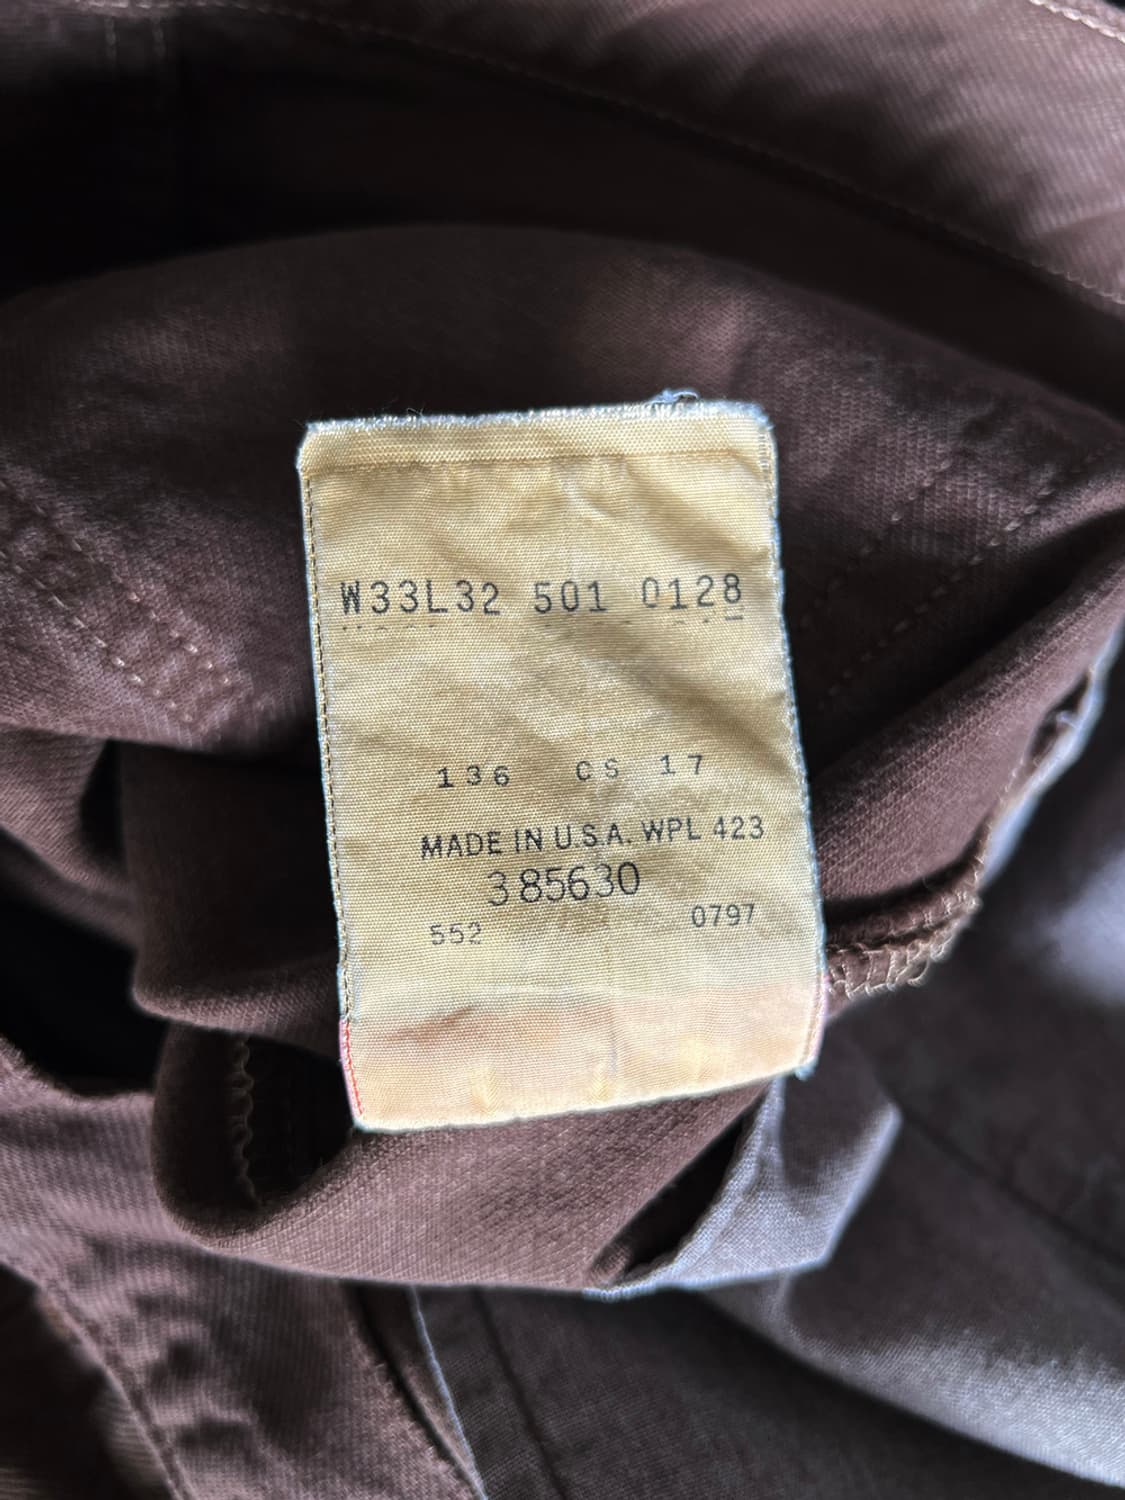 W33L32 501 0128
136 CS 17
MADE IN U.S.A. WPL 423
385630
552 0797